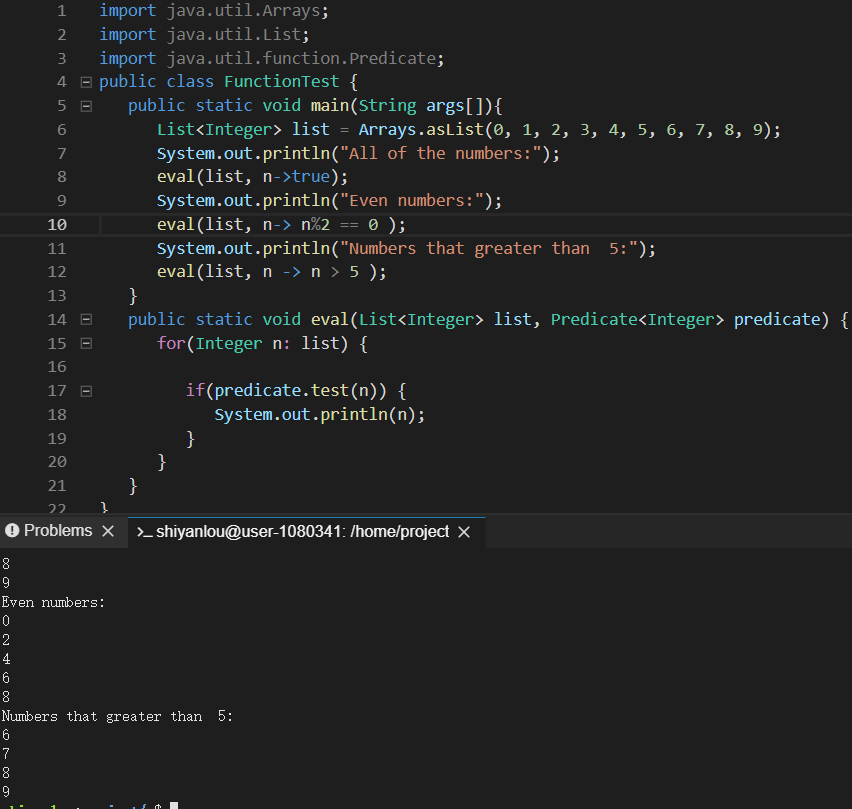 1 import java.util.Arrays;
2 import java.util.List;
3 import java.util.function.Predicate;
4 public class FunctionTest {
5 public static void main(String args[]){
6 List<Integer> list = Arrays.asList(0, 1, 2, 3, 4, 5, 6, 7, 8, 9);
7 System.out.println("All of the numbers:");
8 eval(list, n->true);
9 System.out.println("Even numbers:");
10 eval(list, n-> n%2 == 0 );
11 System.out.println("Numbers that greater than  5:");
12 eval(list, n -> n > 5 );
13 }
14 public static void eval(List<Integer> list, Predicate<Integer> predicate) {
15 for(Integer n: list) {
16
17 if(predicate.test(n)) {
18 System.out.println(n);
19 }
20 }
21 }
22 }
Problems
>_ shiyanlou@user-1080341: /home/project
8
9
Even numbers:
0
2
4
6
8
Numbers that greater than  5:
6
7
8
9